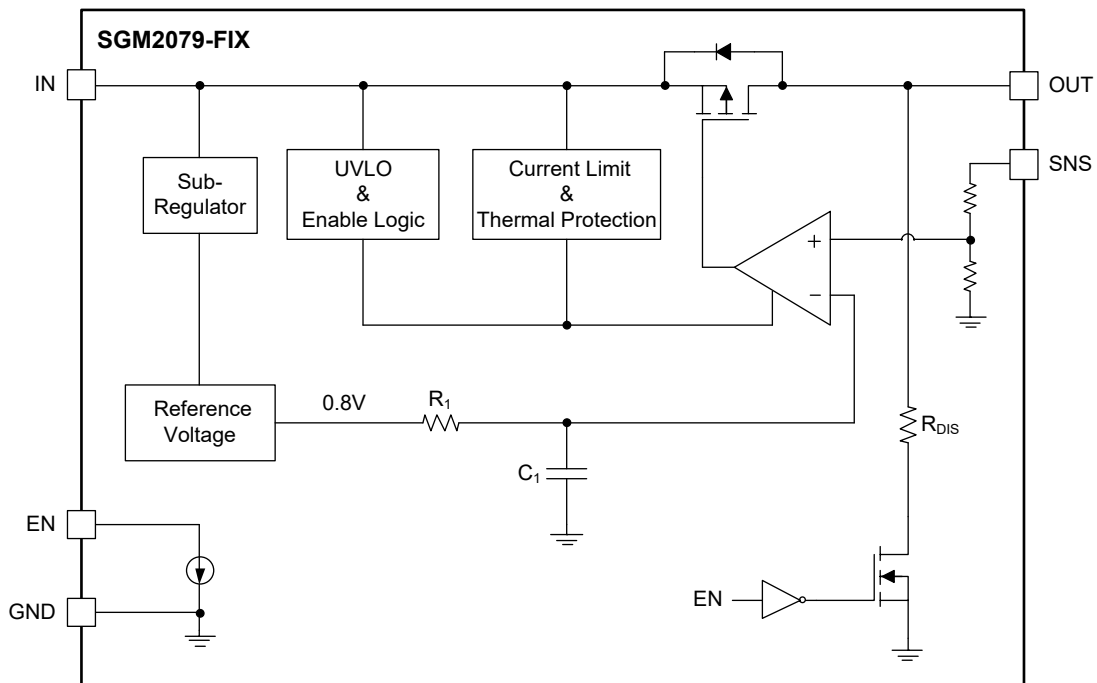 SGM2079-FIX
IN
OUT
SNS
Sub-
Regulator
UVLO
&
Enable Logic
Current Limit
&
Thermal Protection
+
−
Reference
Voltage
0.8V
R1
C1
RDIS
EN
GND
EN